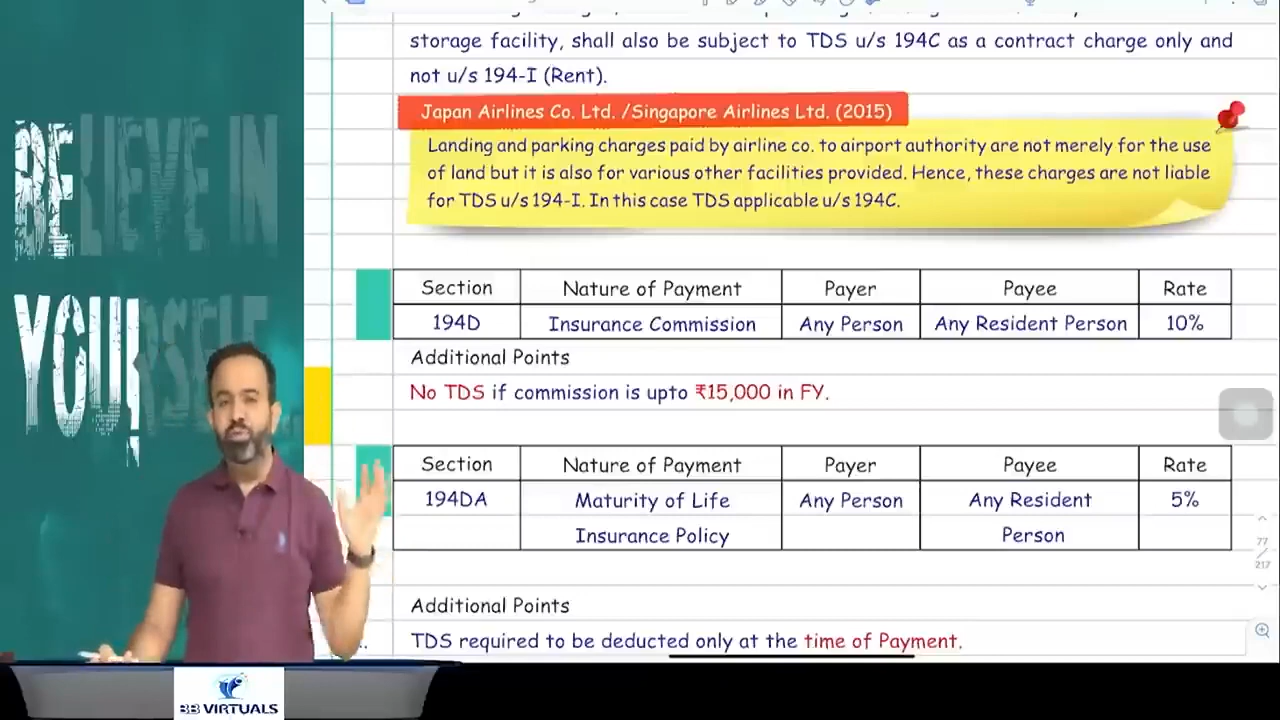 BELIEVE IN
YOURSELF
storage facility, shall also be subject to TDS u/s 194C as a contract charge only and
not u/s 194-I (Rent).
Japan Airlines Co. Ltd. /Singapore Airlines Ltd. (2015)
Landing and parking charges paid by airline co. to airport authority are not merely for the use
of land but it is also for various other facilities provided. Hence, these charges are not liable
for TDS u/s 194-I. In this case TDS applicable u/s 194C.
Section Nature of Payment Payer Payee Rate
194D Insurance Commission Any Person Any Resident Person 10%
Additional Points
No TDS if commission is upto ₹15,000 in FY.
Section Nature of Payment Payer Payee Rate
194DA Maturity of Life Any Person Any Resident 5%
Insurance Policy Person
77
/
217
Additional Points
TDS required to be deducted only at the time of Payment.
BB VIRTUALS